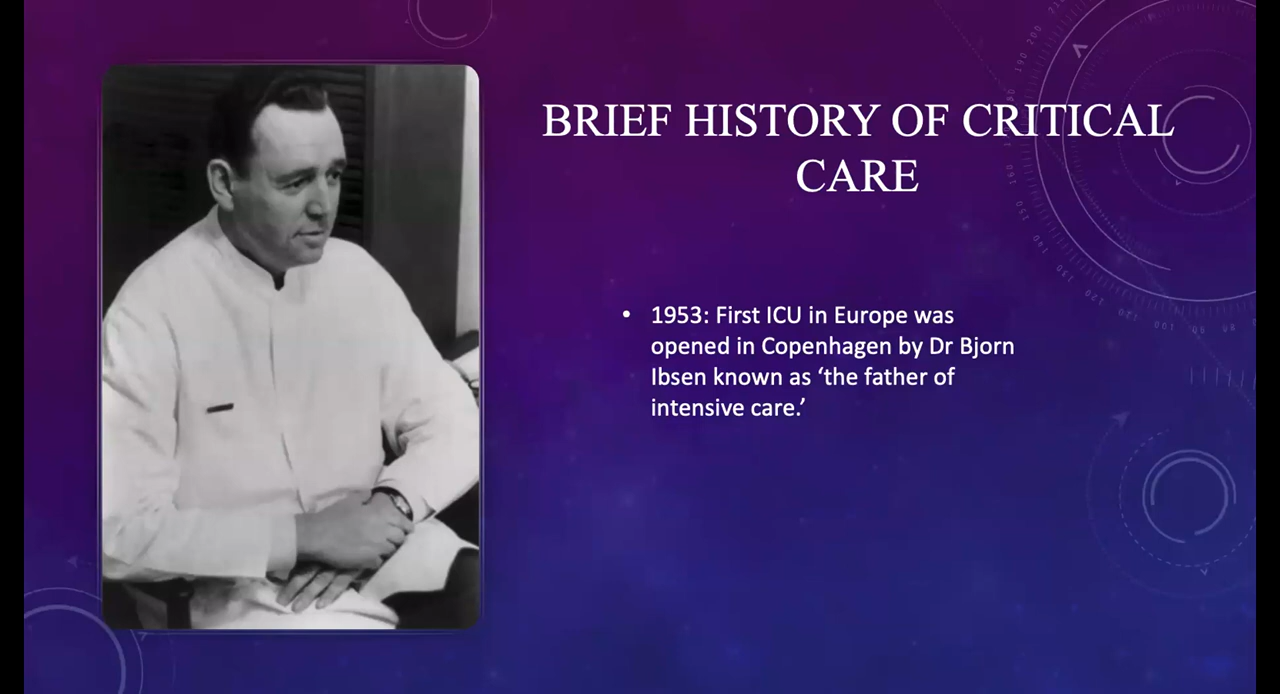 BRIEF HISTORY OF CRITICAL
CARE
• 1953: First ICU in Europe was
opened in Copenhagen by Dr Bjorn
Ibsen known as ‘the father of
intensive care.’